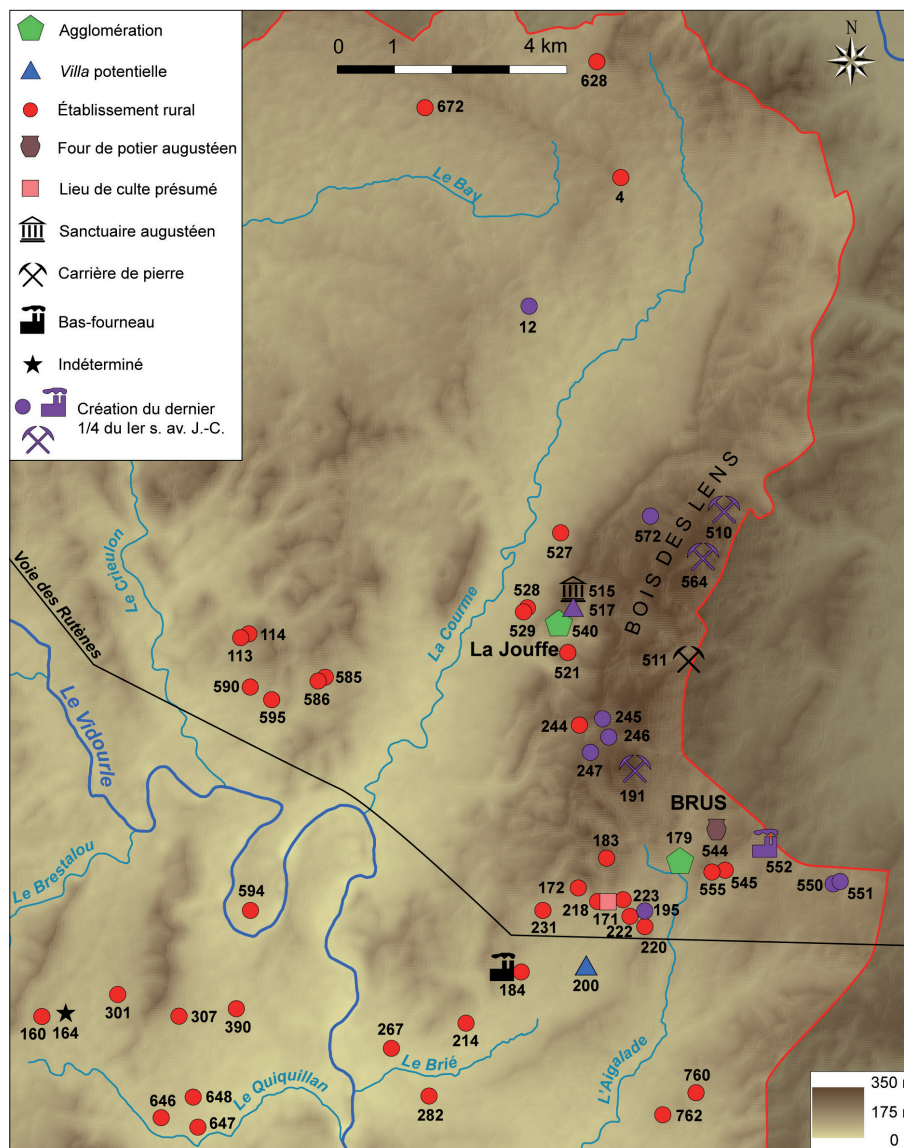 Agglomération
Villa potentielle
Établissement rural
Four de potier augustéen
Lieu de culte présumé
Sanctuaire augustéen
Carrière de pierre
Bas-fourneau
Indéterminé
Création du dernier
1/4 du Ier s. av. J.-C.
0 1 4 km
N
628
672
Le Bay
4
12
BOIS DES LENS
510
572
527
564
Voie des Rutènes
Le Crieulon
La Courme
515
528
517
529
540
La Jouffe
114
113
521
511
585
590
586
595
Le Vidourle
244
245
246
247
191
BRUS
179
544
552
183
Le Brestalou
555
545
550
551
594
172
223
195
218
171
231
222
220
184
200
301
160
164
307
390
214
267
Le Brié
L'Aigalade
760
648
Le Quiquillan
282
646
647
762
350 m
175 m
0